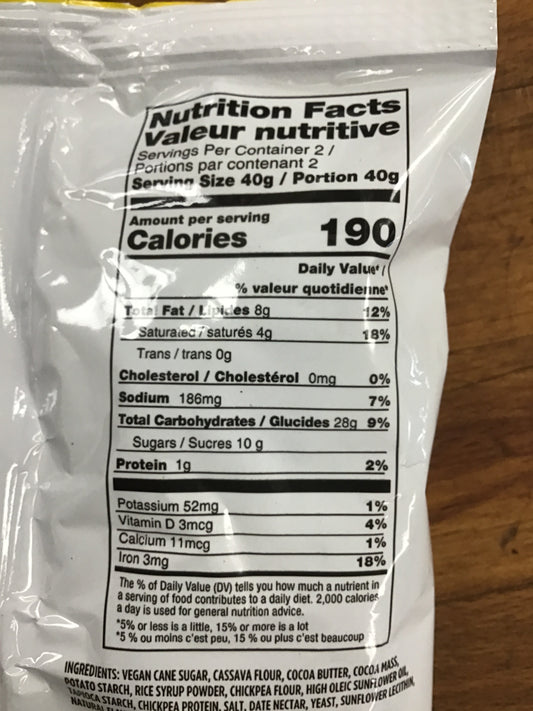 Nutrition Facts
Valeur nutritive
Servings Per Container 2 /
Portions par contenant 2
Serving Size 40g / Portion 40g
Amount per serving
Calories 190
Daily Value* /
% valeur quotidienne*
Total Fat / Lipides 8g 12%
Saturated / saturés 4g 18%
Trans / trans 0g
Cholesterol / Cholestérol 0mg 0%
Sodium 186mg 7%
Total Carbohydrates / Glucides 28g 9%
Sugars / Sucres 10 g
Protein 1g 2%
Potassium 52mg 1%
Vitamin D 3mcg 4%
Calcium 11mcg 1%
Iron 3mg 18%
The % of Daily Value (DV) tells you how much a nutrient in
a serving of food contributes to a daily diet. 2,000 calories
a day is used for general nutrition advice.
*5% or less is a little, 15% or more is a lot
*5 % ou moins c'est peu, 15 % ou plus c'est beaucoup
INGREDIENTS: VEGAN CANE SUGAR, CASSAVA FLOUR, COCOA BUTTER, COCOA MASS,
POTATO STARCH, RICE SYRUP POWDER, CHICKPEA FLOUR, HIGH OLEIC SUNFLOWER OIL,
TAPIOCA STARCH, CHICKPEA PROTEIN, SALT, DATE NECTAR, YEAST, SUNFLOWER LECITHIN,
NATURAL